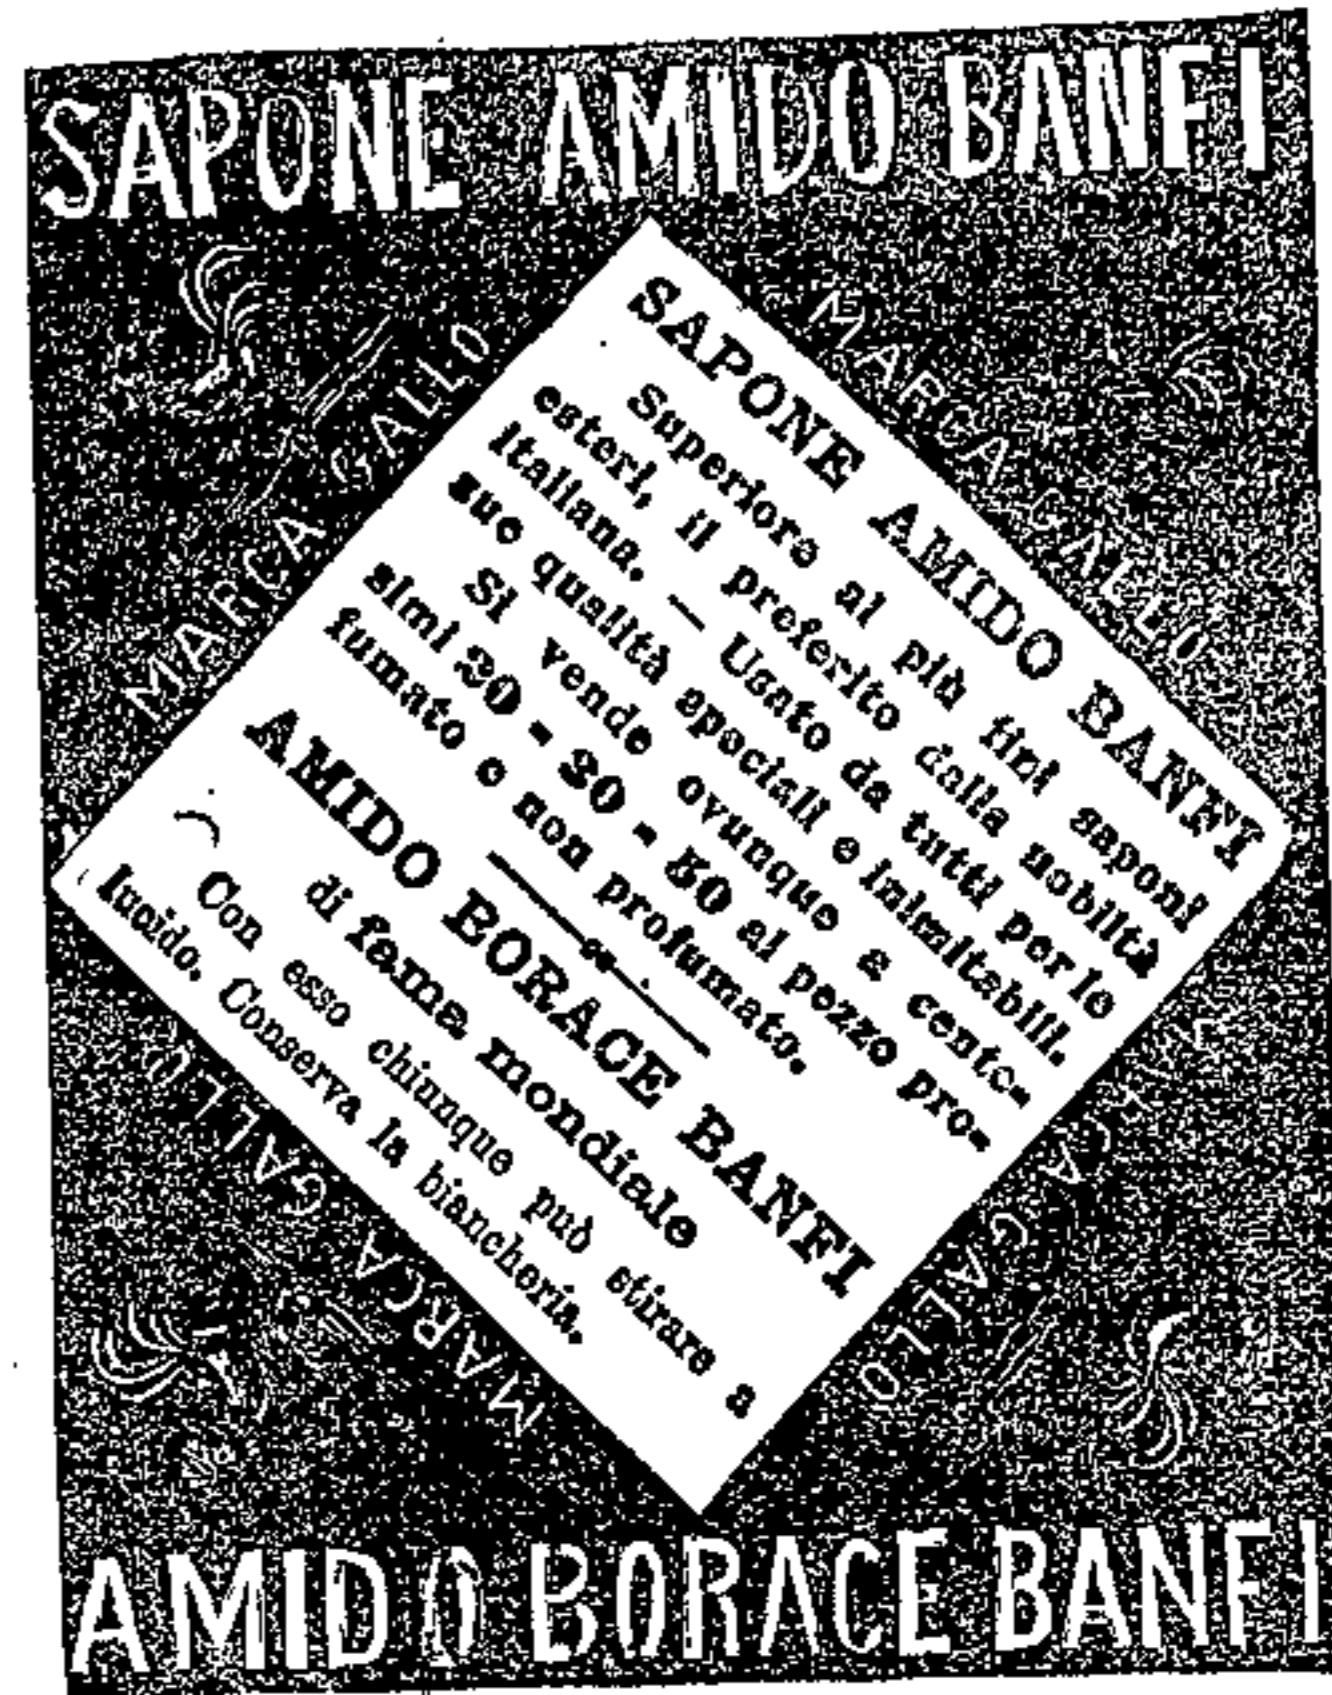 SAPONE AMIDO BANFI
MARCA GALLO
MARCA GALLO
SAPONE AMIDO BANFI
Superiore ai più fini saponi
esteri, il preferito dalla nobiltà
italiana. — Usato da tutti per le
sue qualità speciali e inimitabili.
Si vende ovunque a cente-
simi 20 - 30 - 50 al pezzo pro-
fumato e non profumato.
AMIDO BORACE BANFI
di fama mondiale
Con esso chiunque può stirare a
lucido. Conserva la biancheria.
MARCA GALLO
MARCA GALLO
AMIDO BORACE BANFI